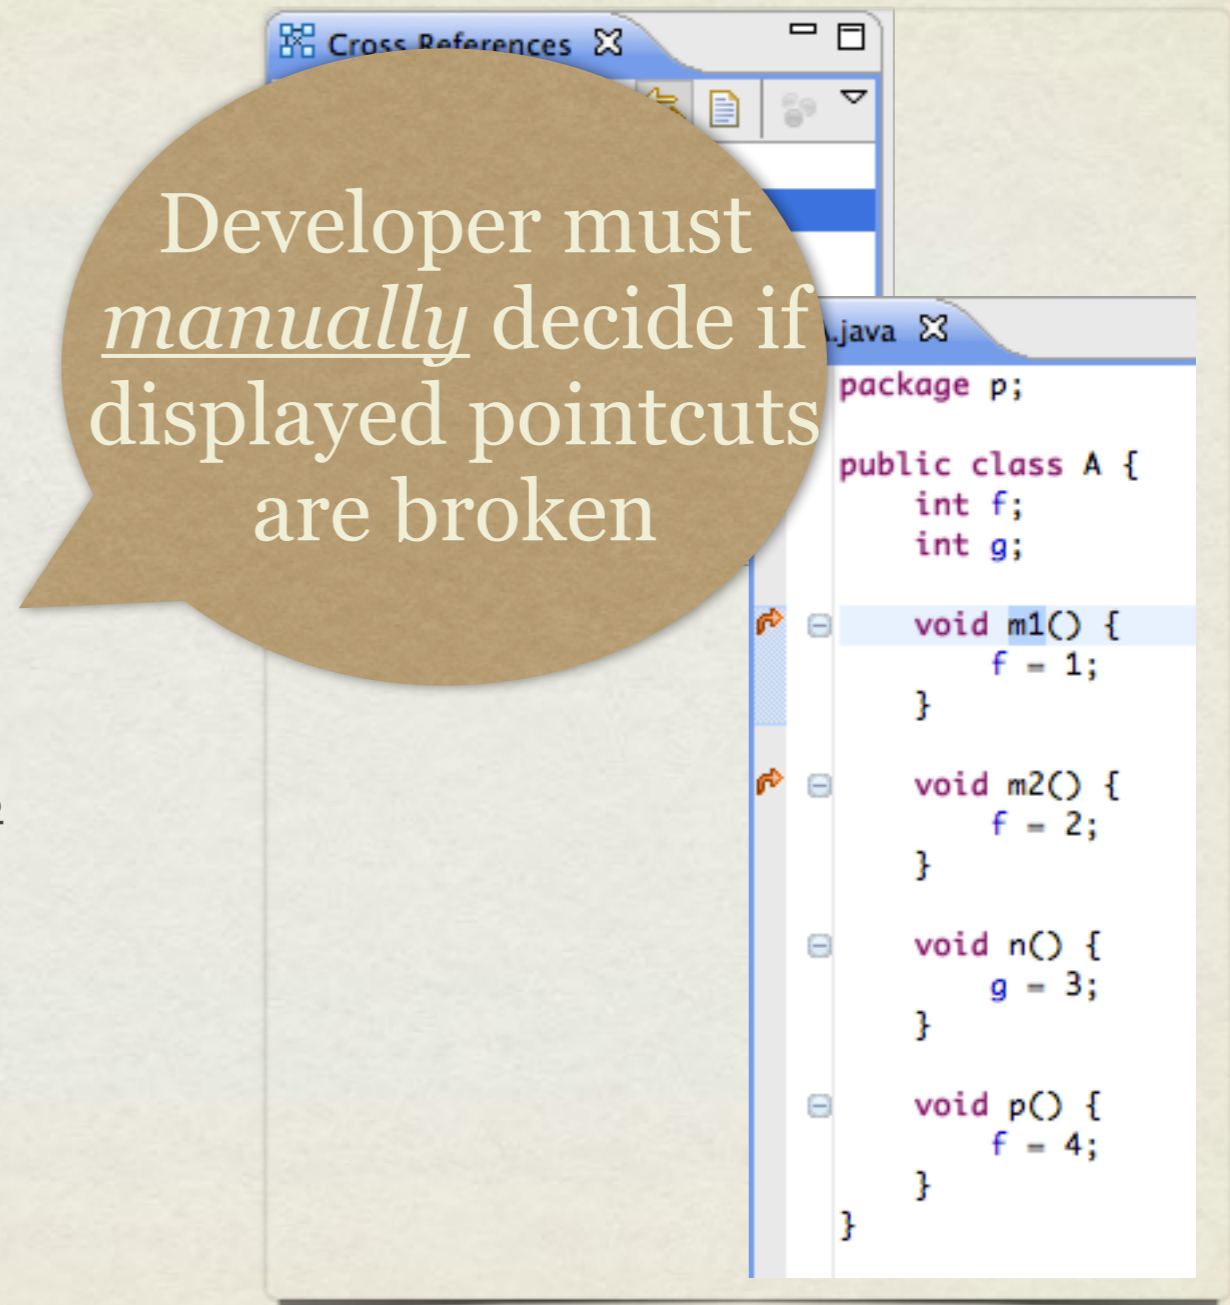 Cross References
Developer must
manually decide if
displayed pointcuts
are broken
.java
package p;
public class A {
int f;
int g;
void m1() {
f = 1;
}
void m2() {
f = 2;
}
void n() {
g = 3;
}
void p() {
f = 4;
}
}